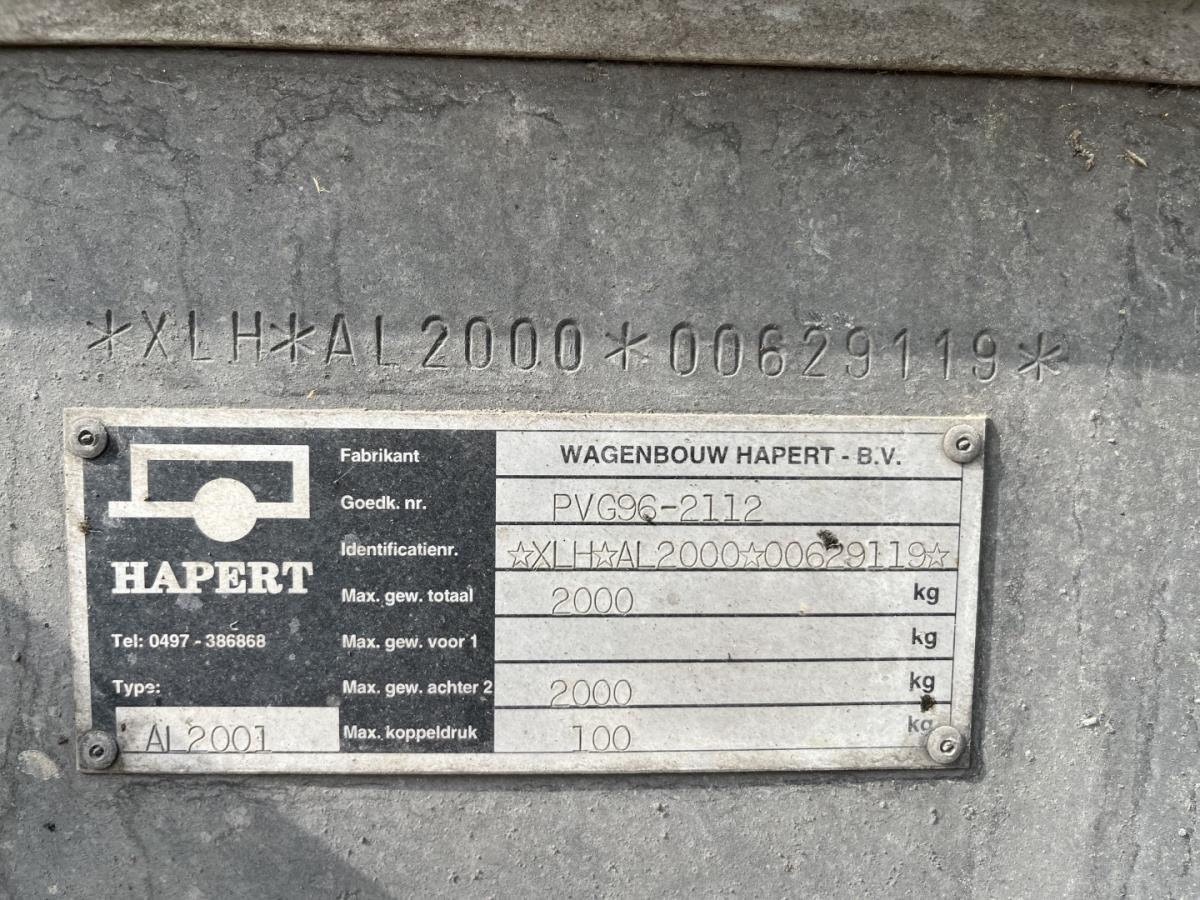 *XLH*AL2000*00629119*
Fabrikant WAGENBOUW HAPERT - B.V.
Goedk. nr. PVG96-2112
Identificatienr. ☆XLH☆AL2000☆00629119☆
HAPERT
Max. gew. totaal 2000 kg
Tel: 0497 - 386868
Max. gew. voor 1 kg
Type:
Max. gew. achter 2 2000 kg
AL2001
Max. koppeldruk 100 kg